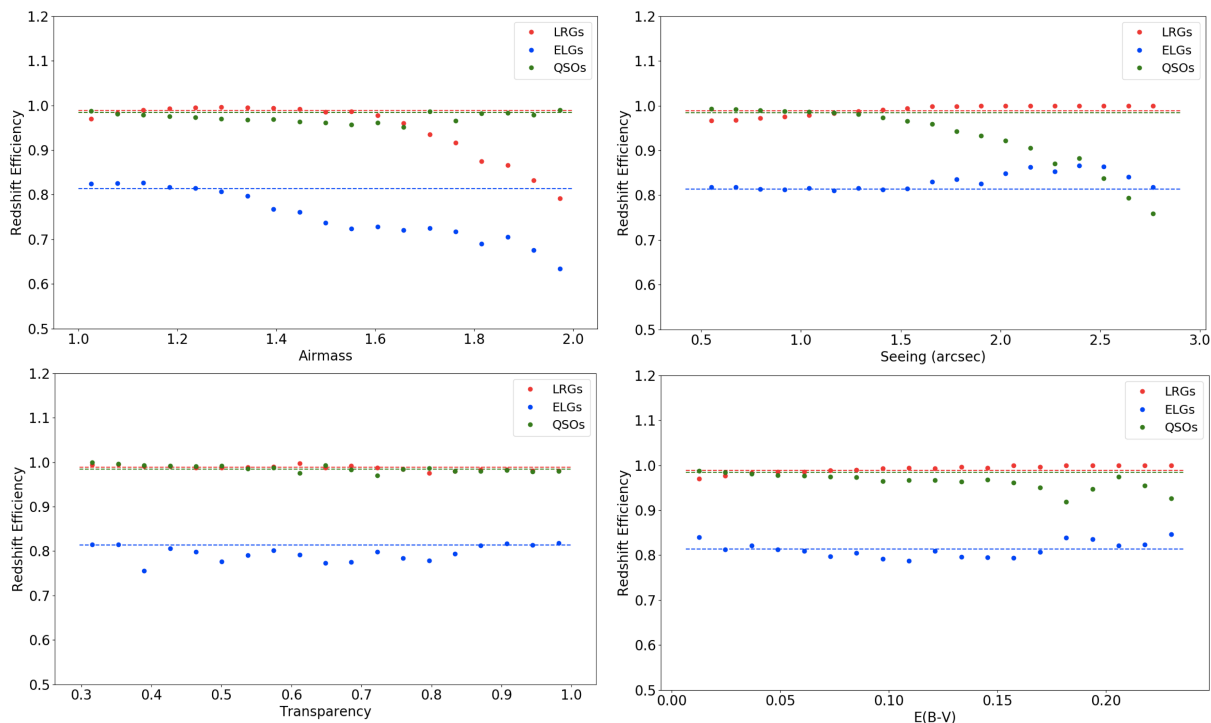 1.2
1.1
1.0
0.9
0.8
0.7
0.6
0.5
Redshift Efficiency
LRGs
ELGs
QSOs
1.0 1.2 1.4 1.6 1.8 2.0
Airmass
1.2
1.1
1.0
0.9
0.8
0.7
0.6
0.5
Redshift Efficiency
LRGs
ELGs
QSOs
0.5 1.0 1.5 2.0 2.5 3.0
Seeing (arcsec)
1.2
1.1
1.0
0.9
0.8
0.7
0.6
0.5
Redshift Efficiency
LRGs
ELGs
QSOs
0.3 0.4 0.5 0.6 0.7 0.8 0.9 1.0
Transparency
1.2
1.1
1.0
0.9
0.8
0.7
0.6
0.5
Redshift Efficiency
LRGs
ELGs
QSOs
0.00 0.05 0.10 0.15 0.20
E(B-V)